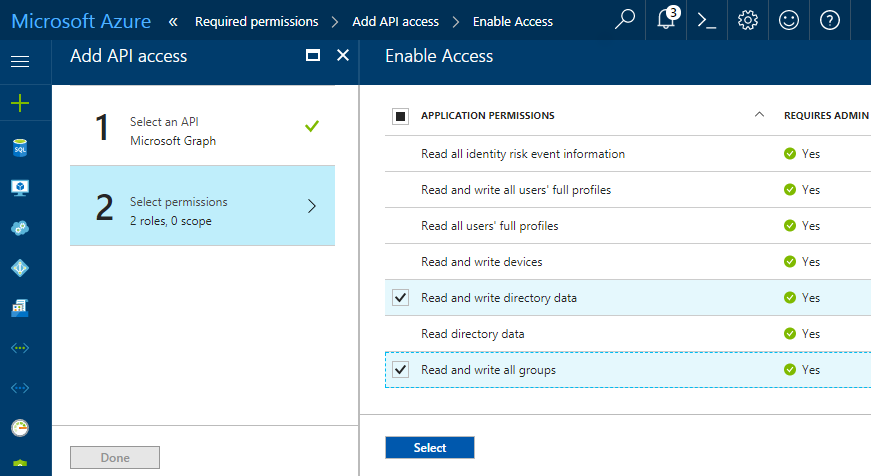 Microsoft Azure « Required permissions > Add API access > Enable Access 3
Add API access
Enable Access
1
Select an API
Microsoft Graph
2
Select permissions
2 roles, 0 scope
Done
APPLICATION PERMISSIONS REQUIRES ADMIN
Read all identity risk event information Yes
Read and write all users' full profiles Yes
Read all users' full profiles Yes
Read and write devices Yes
Read and write directory data Yes
Read directory data Yes
Read and write all groups Yes
Select
SQL